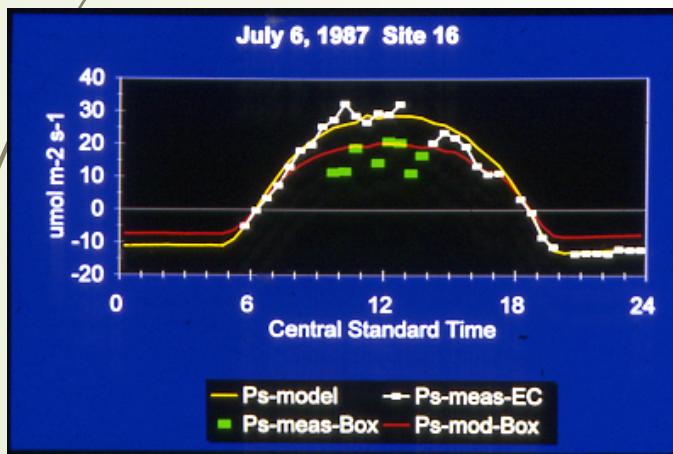 July 6, 1987 Site 16
40
30
20
10
0
-10
-20
umol m-2 s-1
0 6 12 18 24
Central Standard Time
Ps-model Ps-meas-EC
Ps-meas-Box Ps-mod-Box